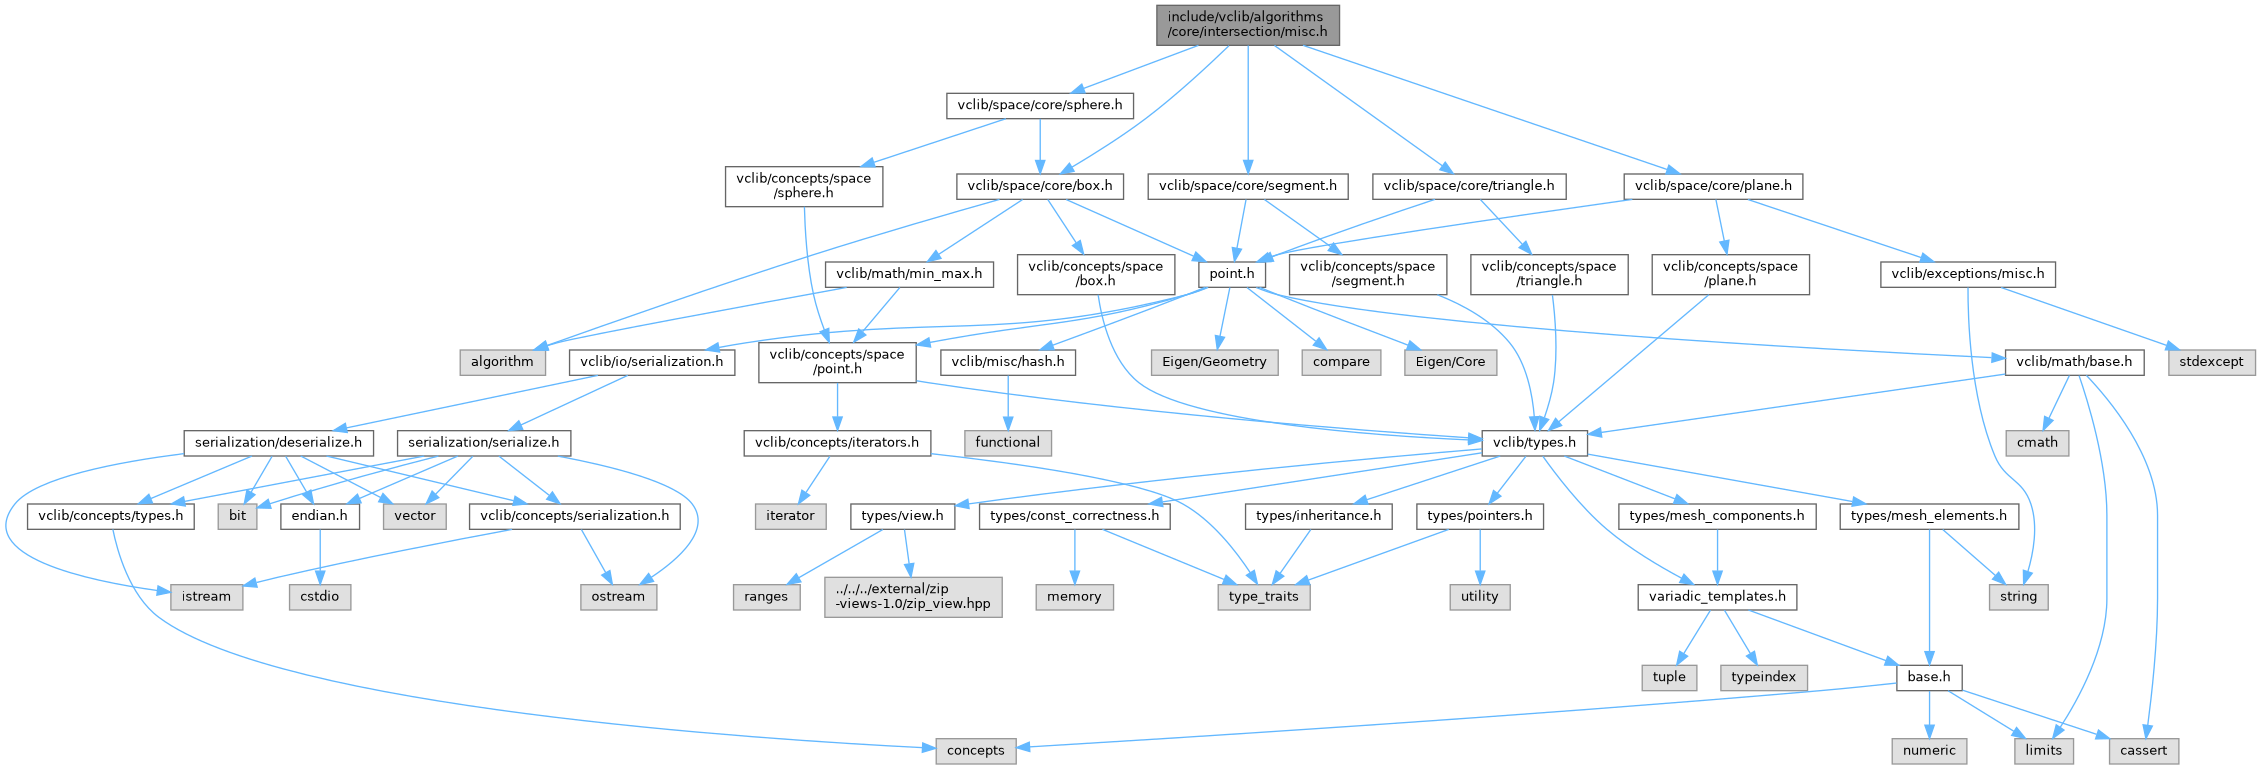 include/vclib/algorithms
/core/intersection/misc.h
vclib/space/core/sphere.h
vclib/concepts/space
/sphere.h
vclib/space/core/box.h
vclib/space/core/segment.h
vclib/space/core/triangle.h
vclib/space/core/plane.h
vclib/math/min_max.h
vclib/concepts/space
/box.h
point.h
vclib/concepts/space
/segment.h
vclib/concepts/space
/triangle.h
vclib/concepts/space
/plane.h
vclib/exceptions/misc.h
algorithm
vclib/io/serialization.h
vclib/concepts/space
/point.h
vclib/misc/hash.h
Eigen/Geometry
compare
Eigen/Core
vclib/math/base.h
stdexcept
serialization/deserialize.h
serialization/serialize.h
vclib/concepts/iterators.h
functional
vclib/types.h
cmath
vclib/concepts/types.h
bit
endian.h
vector
vclib/concepts/serialization.h
iterator
types/view.h
types/const_correctness.h
types/inheritance.h
types/pointers.h
types/mesh_components.h
types/mesh_elements.h
istream
cstdio
ostream
ranges
../../../external/zip
-views-1.0/zip_view.hpp
memory
type_traits
utility
variadic_templates.h
string
tuple
typeindex
base.h
concepts
numeric
limits
cassert